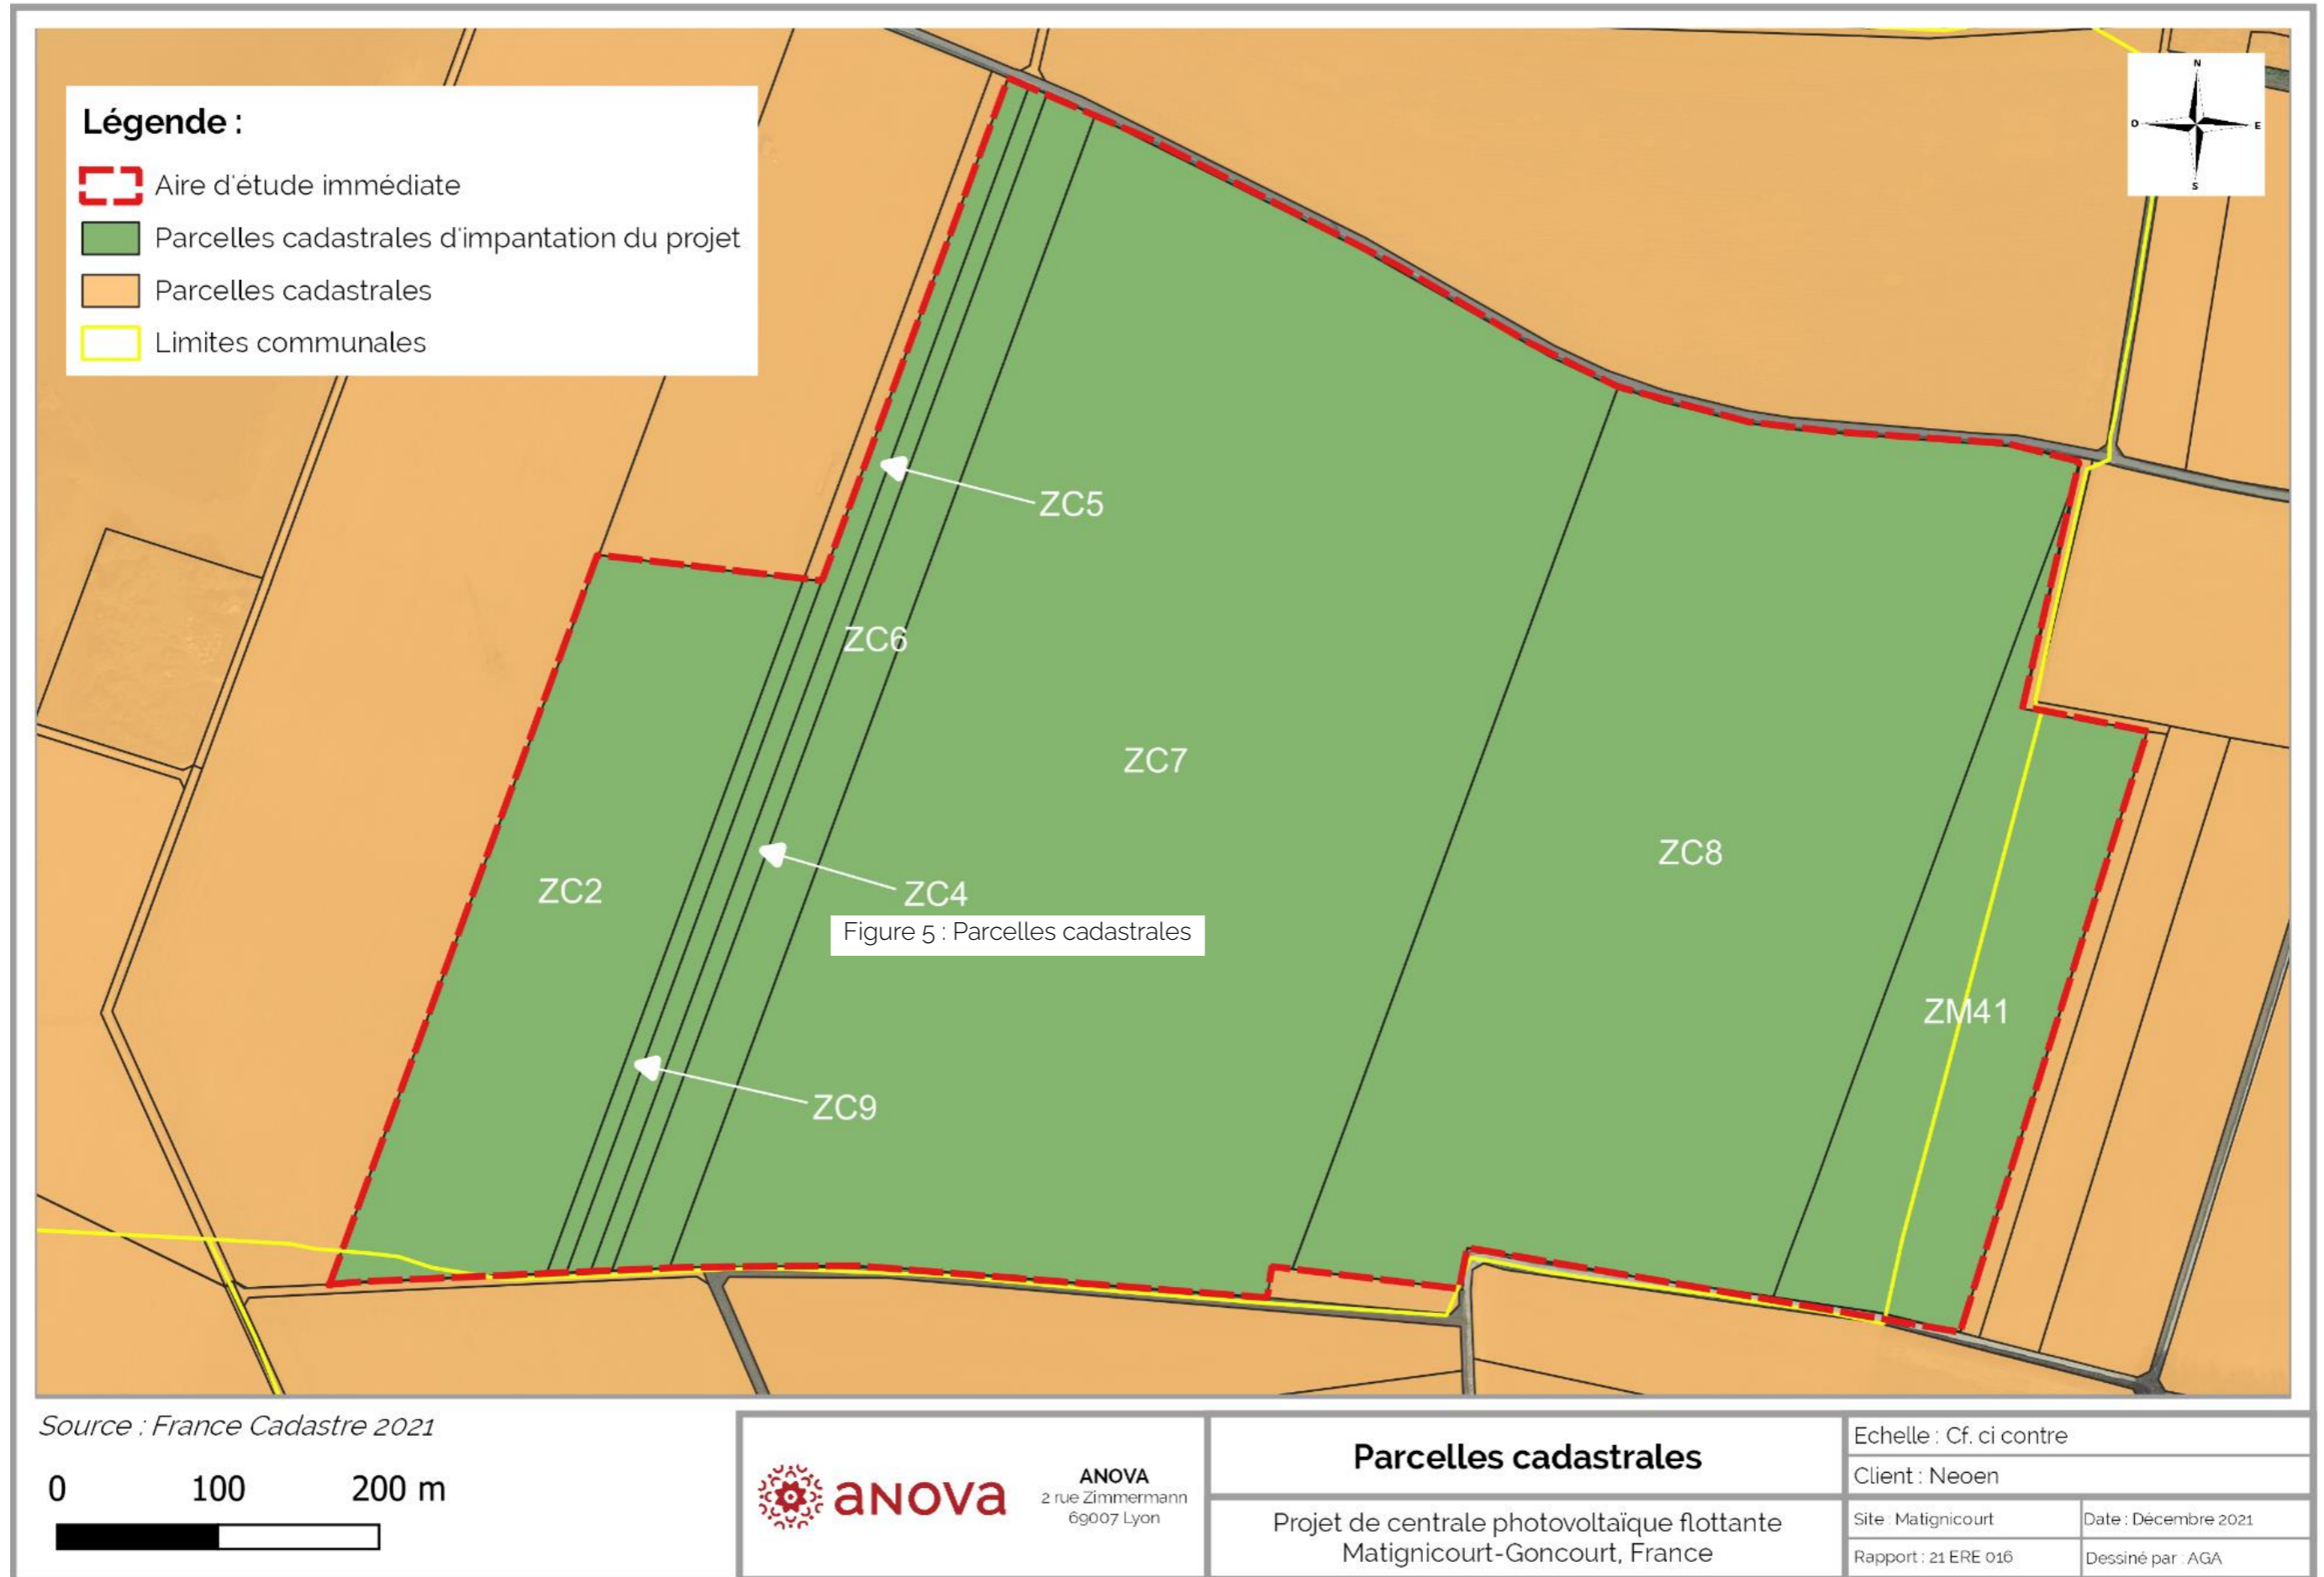 Légende :
Aire d'étude immédiate
Parcelles cadastrales d'impantation du projet
Parcelles cadastrales
Limites communales
N
O
E
S
ZC5
ZC6
ZC7
ZC8
ZC2
ZC4
Figure 5 : Parcelles cadastrales
ZM41
ZC9
Source : France Cadastre 2021
0 100 200 m
ANOVA
ANOVA
2 rue Zimmermann
69007 Lyon
Parcelles cadastrales
Projet de centrale photovoltaïque flottante
Matignicourt-Goncourt, France
Echelle : Cf. ci contre
Client : Neoen
Site : Matignicourt
Date : Décembre 2021
Rapport : 21 ERE 016
Dessiné par : AGA